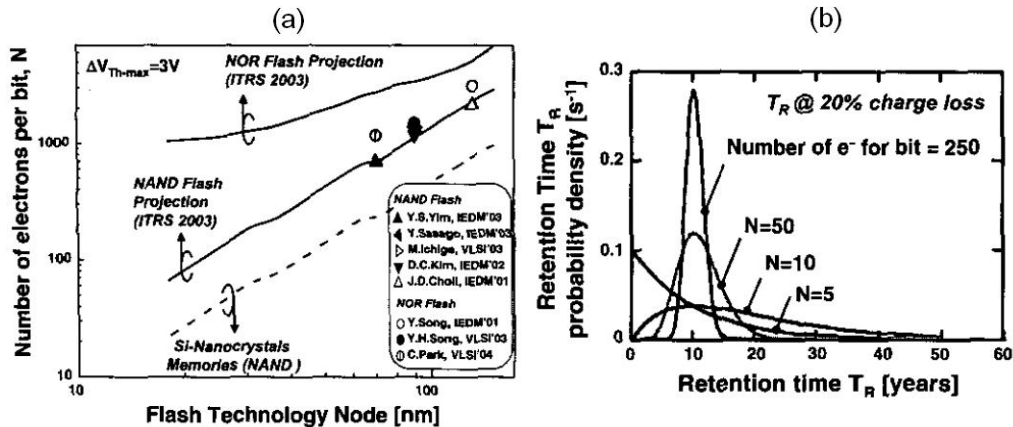 (a)
ΔV Th-max=3V
NOR Flash Projection
(ITRS 2003)
NAND Flash
Projection
(ITRS 2003)
Si-Nanocrystals
Memories (NAND )
NAND Flash
Y.S.Yim, IEDM'03
Y.Sasago, IEDM'03
M.Ichige, VLSI'03
D.C.Kim, IEDM'02
J.D.Choi, IEDM'01
NOR Flash
Y.Song, IEDM'01
Y.H.Song, VLSI'03
C.Park, VLSI'04
Number of electrons per bit, N
1000
100
10
10
100
Flash Technology Node [nm]
(b)
T R @ 20% charge loss
Number of e⁻ for bit = 250
N=50
N=10
N=5
Retention Time T R
probability density [s⁻¹]
0.3
0.2
0.1
0
0
10
20
30
40
50
60
Retention time T R [years]